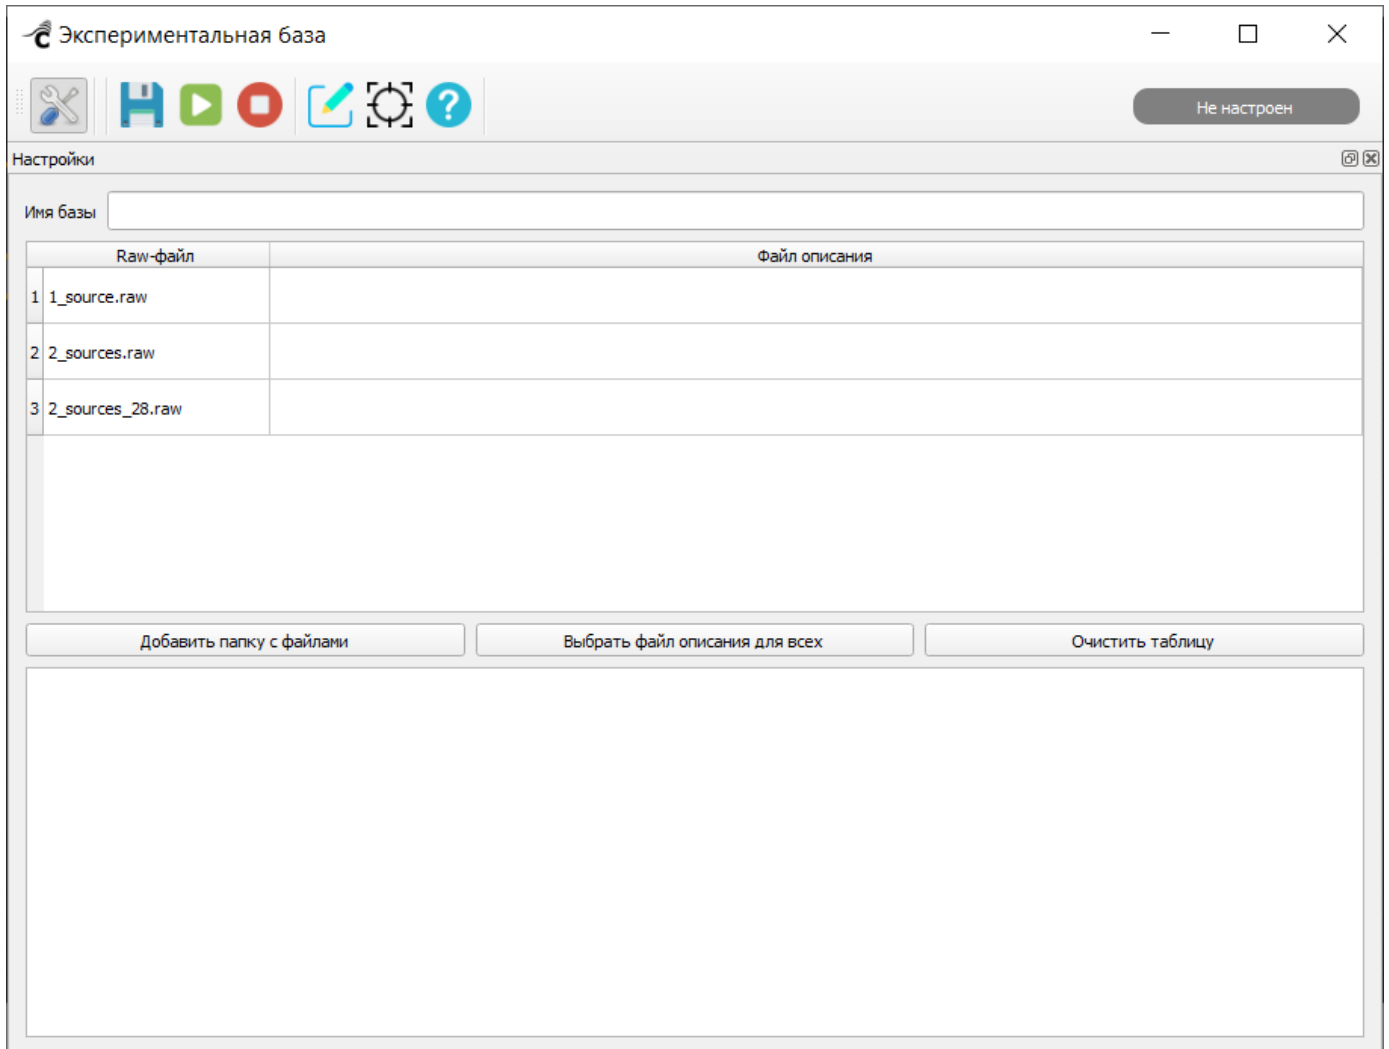 Экспериментальная база
Не настроен
Настройки
Имя базы
Raw-файл Файл описания
1 1_source.raw
2 2_sources.raw
3 2_sources_28.raw
Добавить папку с файлами Выбрать файл описания для всех Очистить таблицу